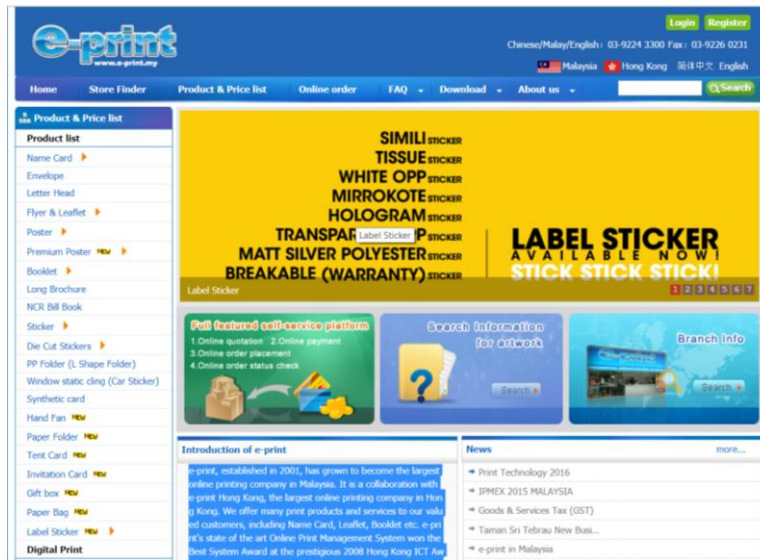 Login Register
e-print
www.e-print.my
Chinese/Malay/English: 03-9224 3300 Fax: 03-9226 0231
Malaysia Hong Kong 简体中文 English
Home Store Finder Product & Price list Online order FAQ Download About us Search
Product & Price list
Product list
Name Card
Envelope
Letter Head
Flyer & Leaflet
Poster
Premium Poster NEW
Booklet
Long Brochure
NCR Bill Book
Sticker
Die Cut Stickers
PP Folder (L Shape Folder)
Window static cling (Car Sticker)
Synthetic card
Hand Fan NEW
Paper Folder NEW
Tent Card NEW
Invitation Card NEW
Gift box NEW
Paper Bag NEW
Label Sticker NEW
Digital Print
SIMILI STICKER
TISSUE STICKER
WHITE OPP STICKER
MIRROKOTE STICKER
HOLOGRAM STICKER
TRANSPAR Label Sticker P STICKER
MATT SILVER POLYESTER STICKER
BREAKABLE (WARRANTY) STICKER
LABEL STICKER
AVAILABLE NOW!
STICK STICK STICK!
Label Sticker
1 2 3 4 5 6 7
Full featured self-service platform
1.Online quotation 2.Online payment
3.Online order placement
4.Online order status check
Search Information
for artwork
Search
Branch Info
Search
Introduction of e-print
e-print, established in 2001, has grown to become the largest
online printing company in Malaysia. It is a collaboration with
e-print Hong Kong, the largest online printing company in Hon
g Kong. We offer many print products and services to our valu
ed customers, including Name Card, Leaflet, Booklet etc. e-pri
nt's state of the art Online Print Management System won the
Best System Award at the prestigious 2008 Hong Kong ICT Aw
News more...
Print Technology 2016
IPMEX 2015 MALAYSIA
Goods & Services Tax (GST)
Taman Sri Tebrau New Busi...
e-print in Malaysia